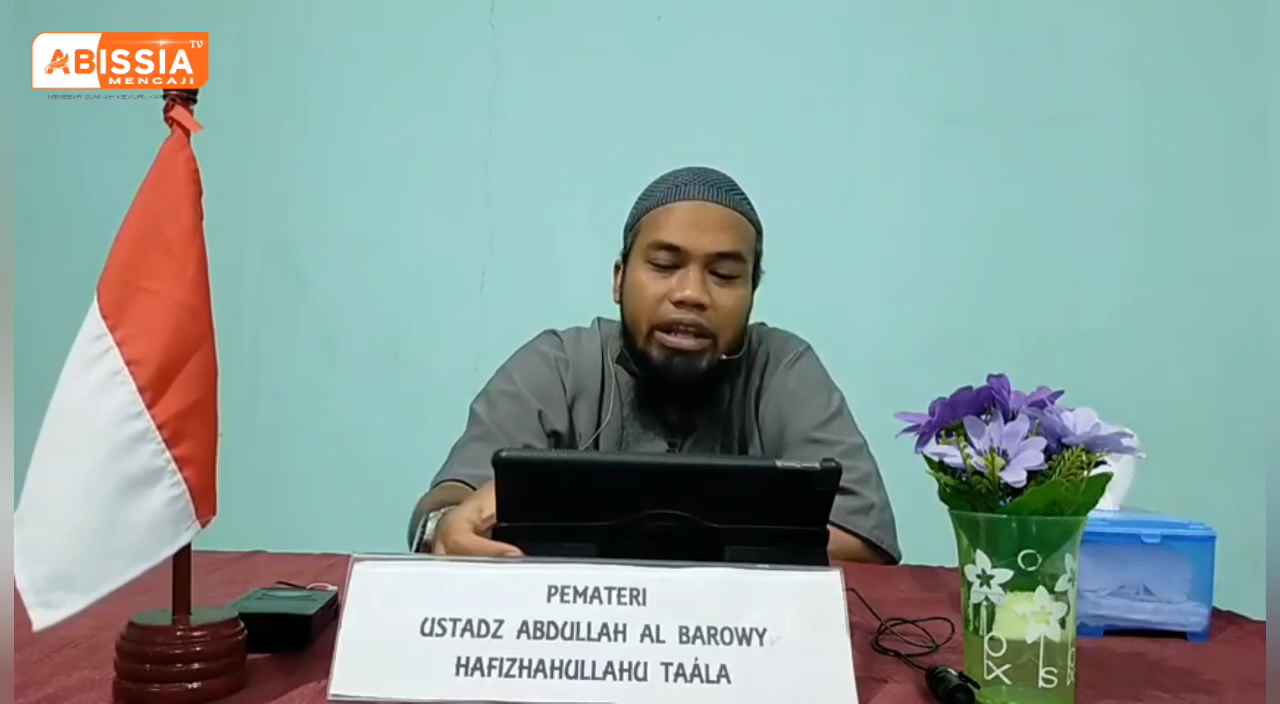 ABISSIA TV
MENGAJI
PEMATERI
USTADZ ABDULLAH AL BAROWY
HAFIZHAHULLAHU TAÁLA